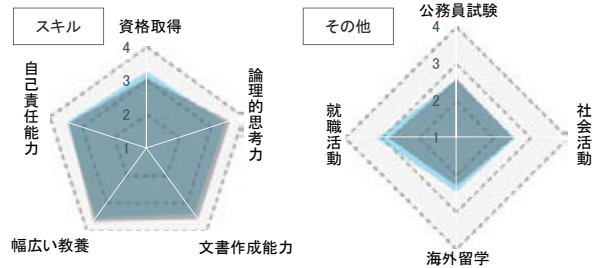 スキル
資格取得
4
3
2
1
論理的思考力
文書作成能力
幅広い教養
自己責任能力
その他
公務員試験
4
3
2
1
社会活動
海外留学
就職活動